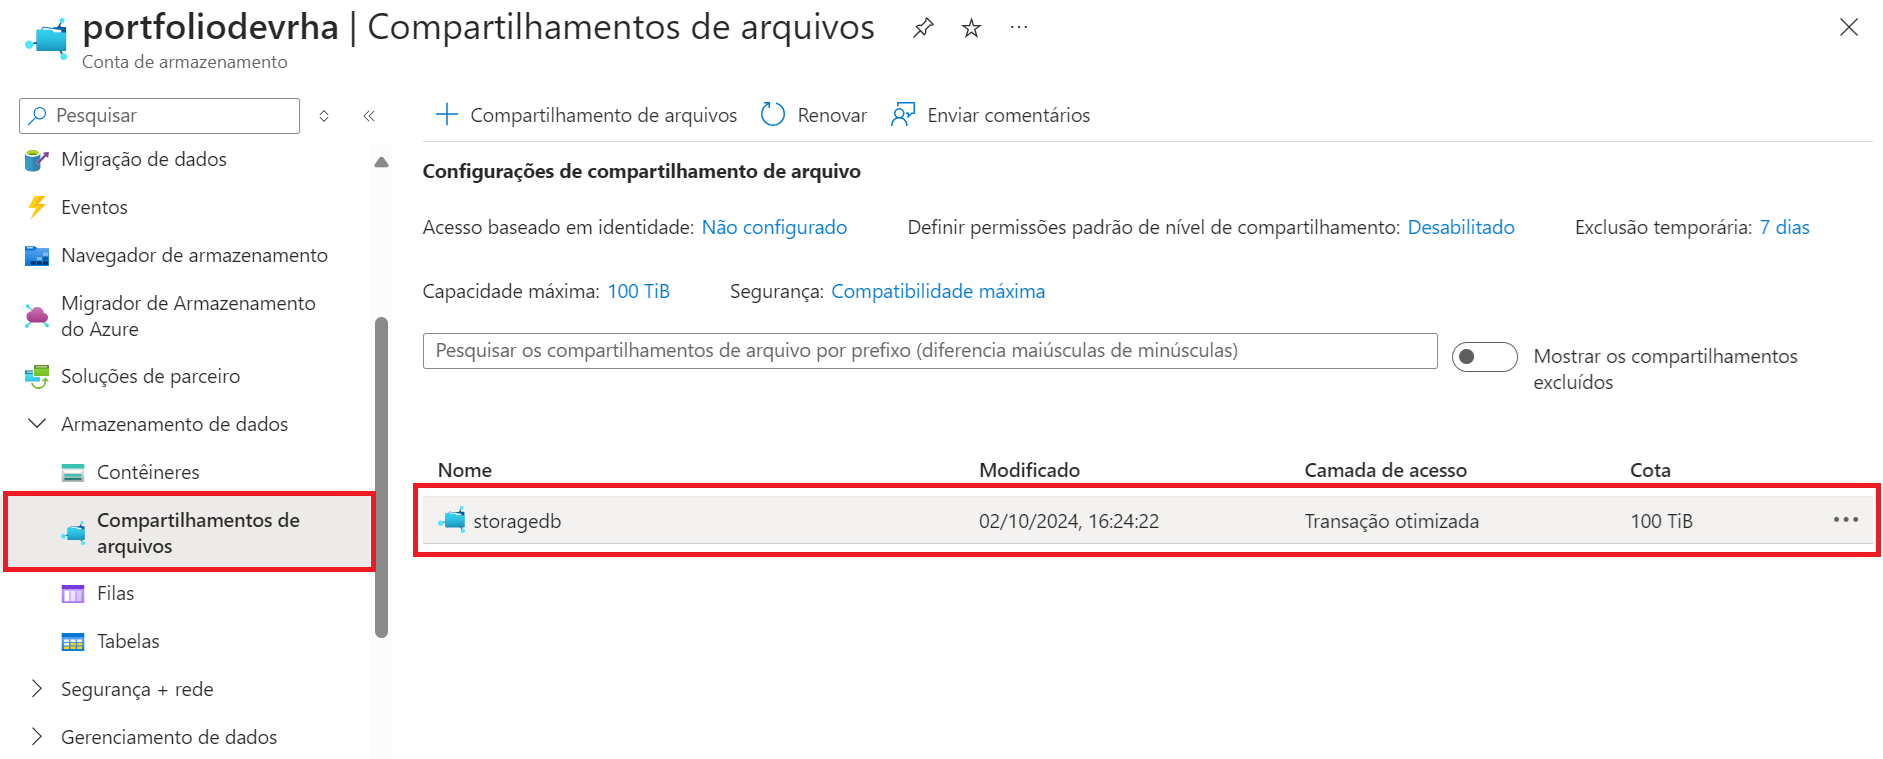 portfoliodevrha | Compartilhamentos de arquivos
Conta de armazenamento
Pesquisar
Migração de dados
Eventos
Navegador de armazenamento
Migrador de Armazenamento
do Azure
Soluções de parceiro
Armazenamento de dados
Contêineres
Compartilhamentos de
arquivos
Filas
Tabelas
Segurança + rede
Gerenciamento de dados
Compartilhamento de arquivos Renovar Enviar comentários
Configurações de compartilhamento de arquivo
Acesso baseado em identidade: Não configurado Definir permissões padrão de nível de compartilhamento: Desabilitado Exclusão temporária: 7 dias
Capacidade máxima: 100 TiB Segurança: Compatibilidade máxima
Pesquisar os compartilhamentos de arquivo por prefixo (diferencia maiúsculas de minúsculas)
Mostrar os compartilhamentos
excluídos
Nome Modificado Camada de acesso Cota
storagedb 02/10/2024, 16:24:22 Transação otimizada 100 TiB